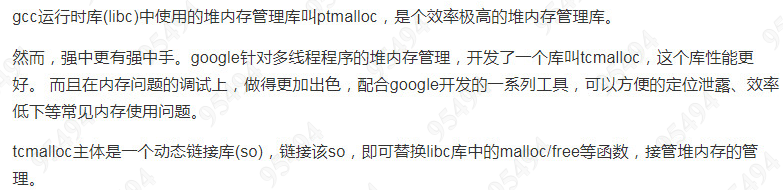 gcc运行时库(libc)中使用的堆内存管理库叫ptmalloc，是个效率极高的堆内存管理库。
然而，强中更有强中手。google针对多线程程序的堆内存管理，开发了一个库叫tcmalloc，这个库性能更
好。 而且在内存问题的调试上，做得更加出色，配合google开发的一系列工具，可以方便的定位泄露、效率
低下等常见内存使用问题。
tcmalloc主体是一个动态链接库(so)，链接该so，即可替换libc库中的malloc/free等函数，接管堆内存的管
理。